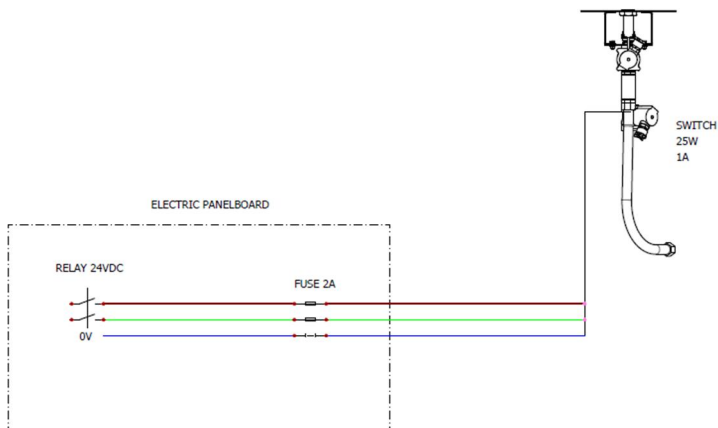 SWITCH
25W
1A
ELECTRIC PANELBOARD
RELAY 24VDC
FUSE 2A
0V